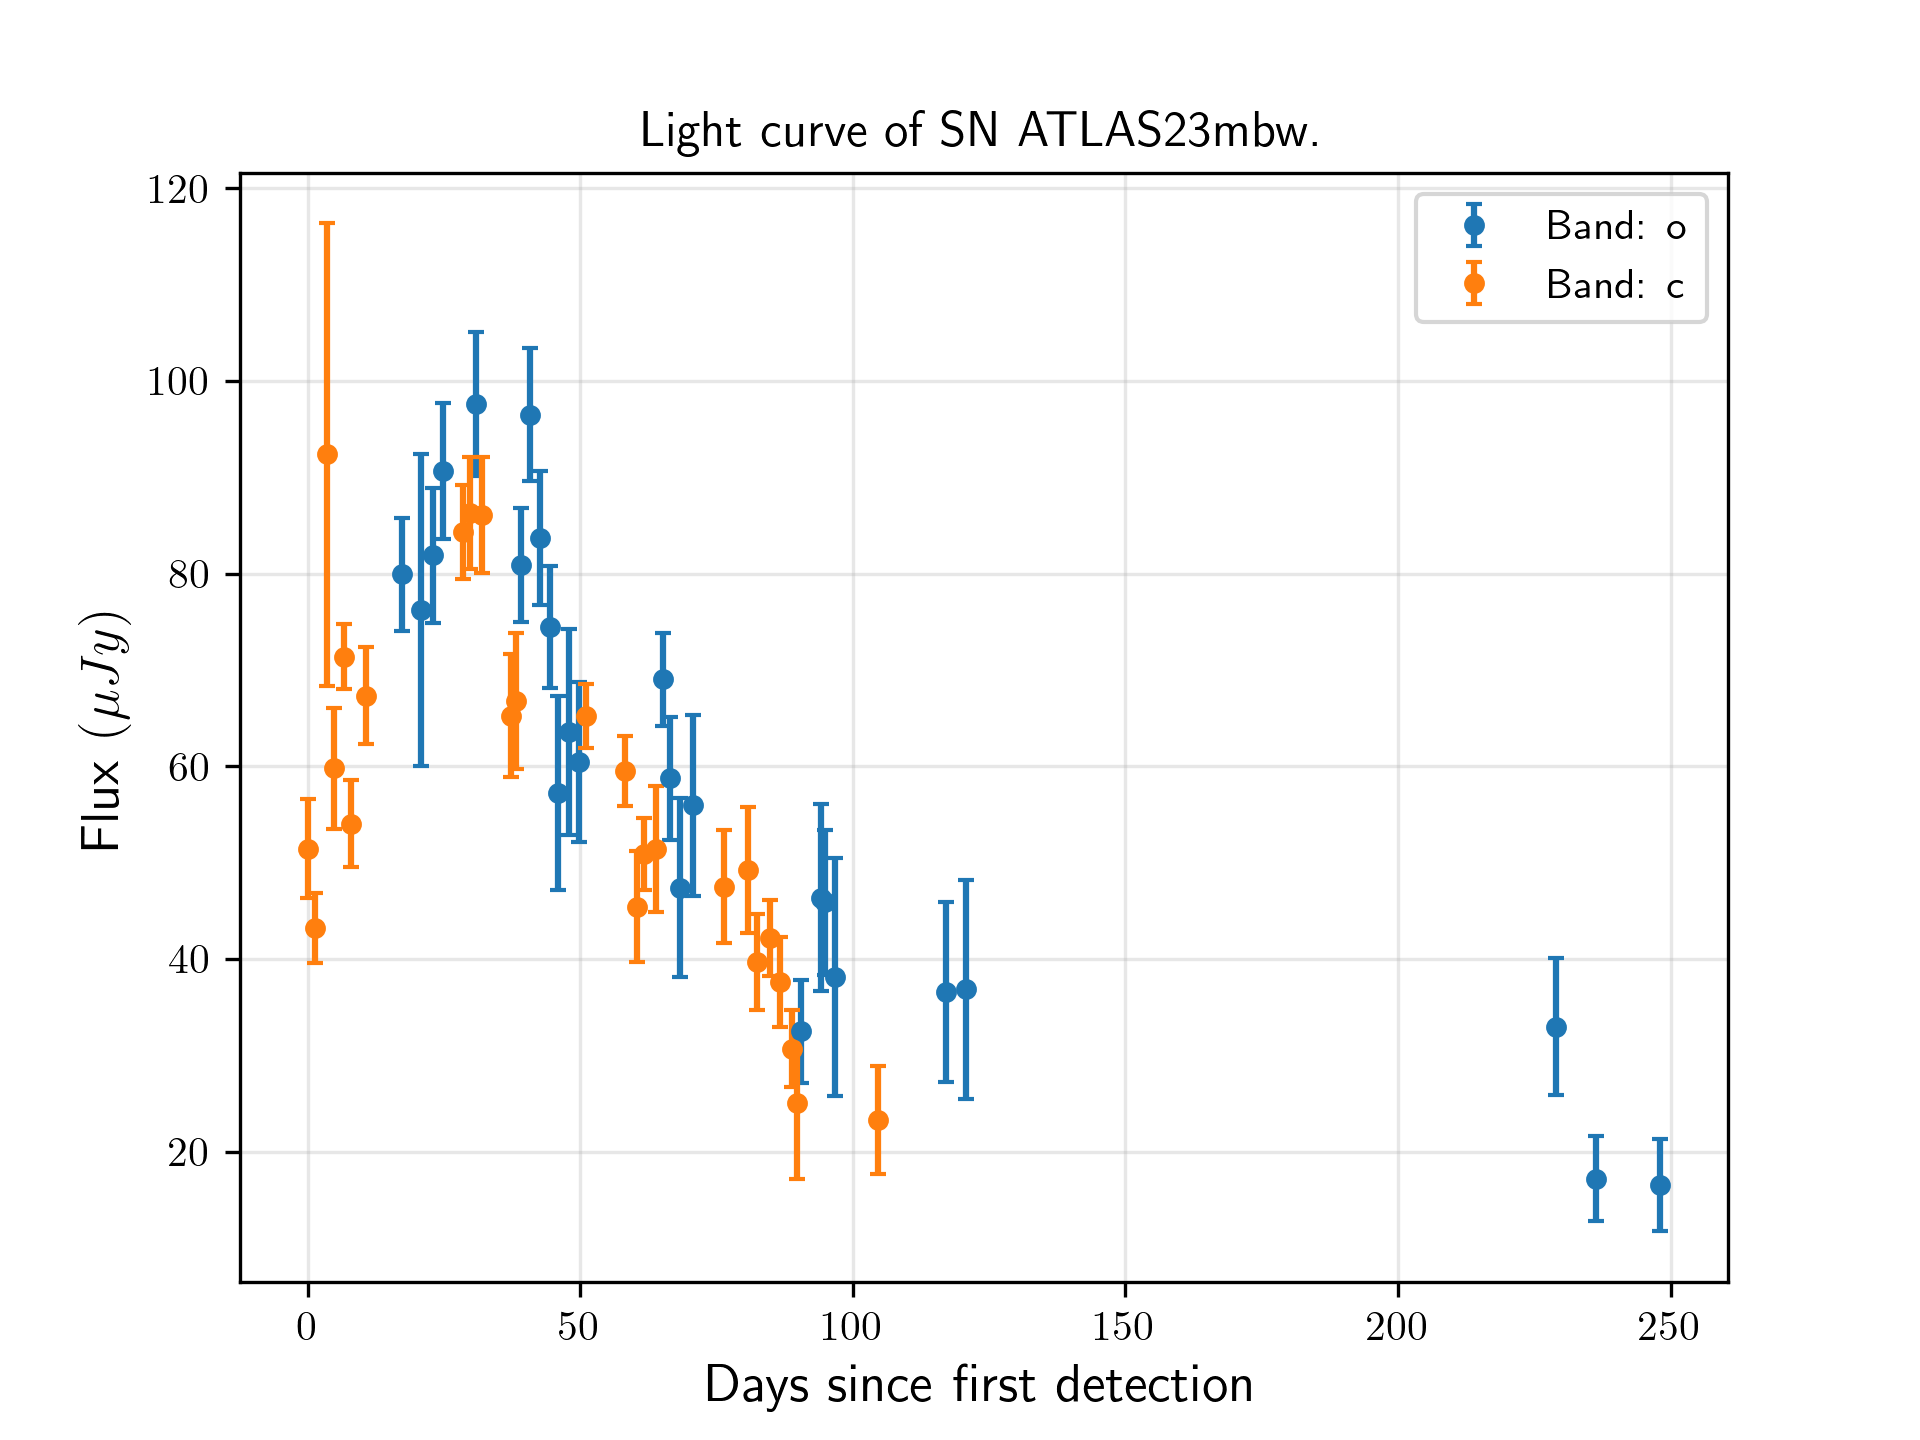 Light curve of SN ATLAS23mbw.
120
100
80
60
40
20
Flux (μJy)
Band: o
Band: c
0 50 100 150 200 250
Days since first detection